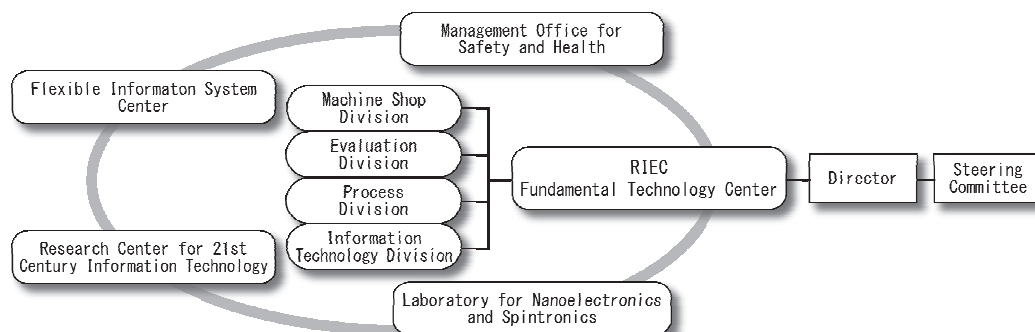 Management Office for
Safety and Health
Flexible Informaton System
Center
Machine Shop
Division
Evaluation
Division
Process
Division
Information
Technology Division
RIEC
Fundamental Technology Center
Director
Steering
Committee
Research Center for 21st
Century Information Technology
Laboratory for Nanoelectronics
and Spintronics